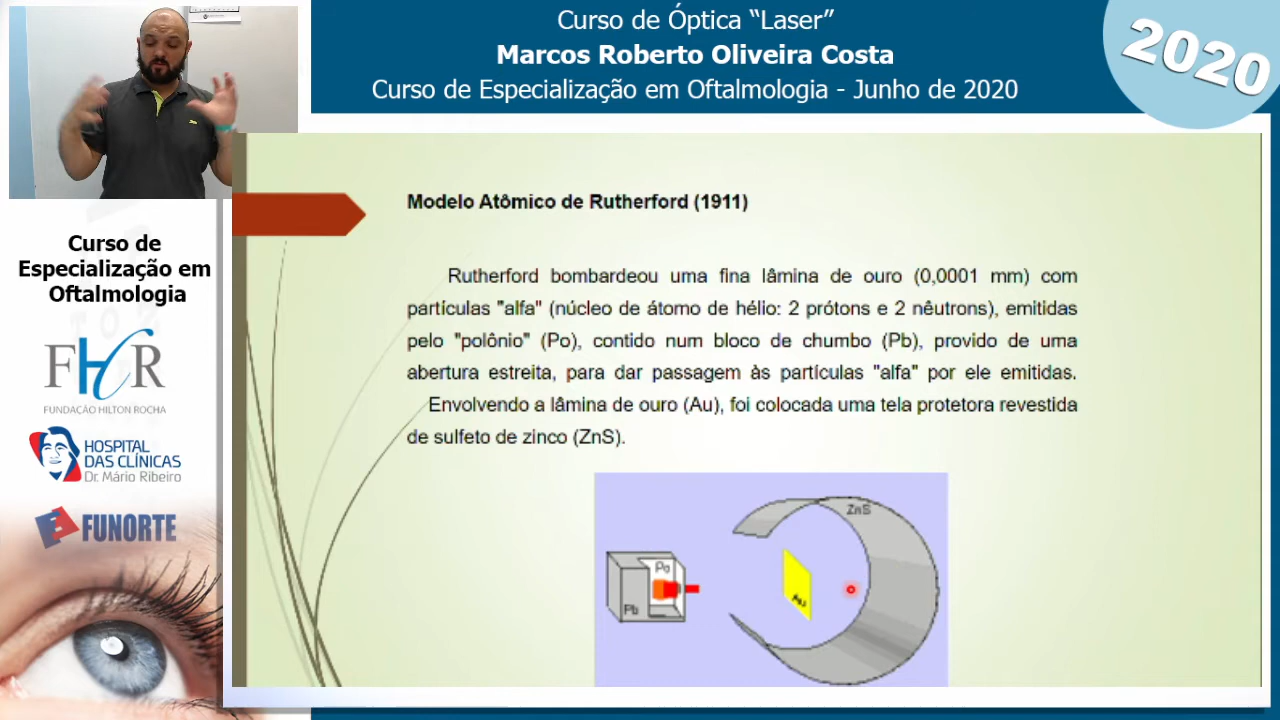 Curso de Óptica “Laser”
Marcos Roberto Oliveira Costa
Curso de Especialização em Oftalmologia - Junho de 2020
2020
Curso de
Especialização em
Oftalmologia
FHR
FUNDAÇÃO HILTON ROCHA
HOSPITAL
DAS CLÍNICAS
Dr. Mário Ribeiro
FUNORTE
Modelo Atômico de Rutherford (1911)
Rutherford bombardeou uma fina lâmina de ouro (0,0001 mm) com
partículas "alfa" (núcleo de átomo de hélio: 2 prótons e 2 nêutrons), emitidas
pelo "polônio" (Po), contido num bloco de chumbo (Pb), provido de uma
abertura estreita, para dar passagem às partículas "alfa" por ele emitidas.
Envolvendo a lâmina de ouro (Au), foi colocada uma tela protetora revestida
de sulfeto de zinco (ZnS).
ZnS
Po
Pb
Au